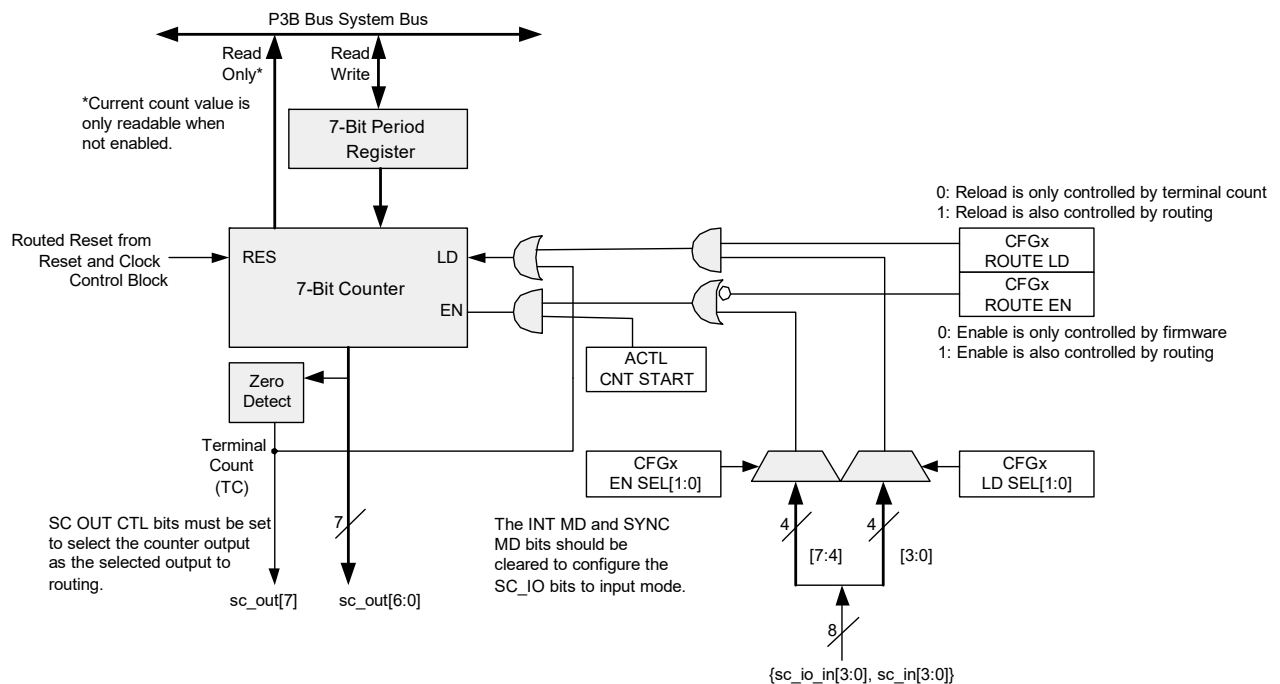 P3B Bus System Bus
Read
Only*
Read
Write
*Current count value is
only readable when
not enabled.
7-Bit Period
Register
0: Reload is only controlled by terminal count
1: Reload is also controlled by routing
Routed Reset from
Reset and Clock
Control Block
RES
LD
7-Bit Counter
EN
CFGx
ROUTE LD
CFGx
ROUTE EN
0: Enable is only controlled by firmware
1: Enable is also controlled by routing
ACTL
CNT START
Zero
Detect
Terminal
Count
(TC)
CFGx
EN SEL[1:0]
CFGx
LD SEL[1:0]
SC OUT CTL bits must be set
to select the counter output
as the selected output to
routing.
7
The INT MD and SYNC
MD bits should be
cleared to configure the
SC_IO bits to input mode.
4
4
[7:4]
[3:0]
sc_out[7]
sc_out[6:0]
8
{sc_io_in[3:0], sc_in[3:0]}